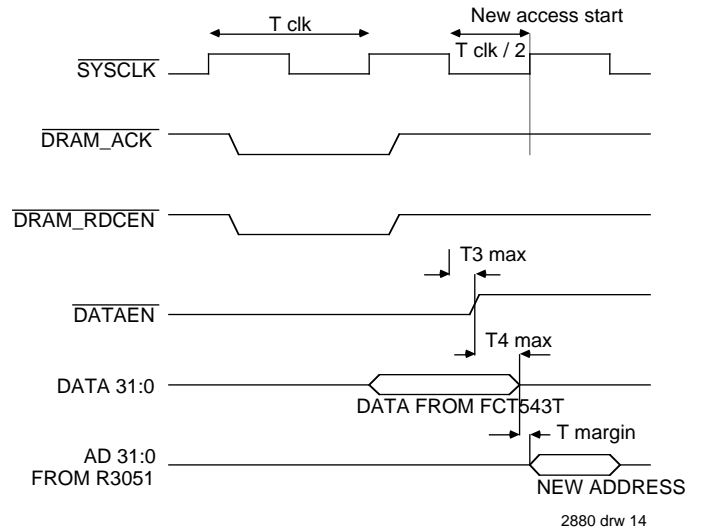 New access start
T clk
T clk / 2
SYSCLK
DRAM_ACK
DRAM_RDCEN
T3 max
DATAEN
T4 max
DATA 31:0
DATA FROM FCT543T
T margin
AD 31:0
FROM R3051
NEW ADDRESS
2880 drw 14